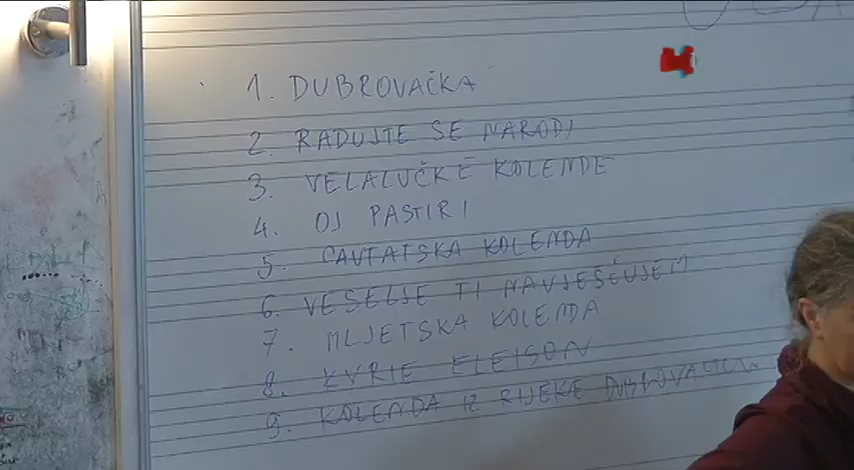 1. DUBROVAČKA
2. RADUJTE SE NARODI
3. VELALUČKE KOLENDE
4. OJ PASTIRI
5. CAVTATSKA KOLENDA
6. VESELJE TI NAVJEŠĆUJEM
7. MLJETSKA KOLENDA
8. KYRIE ELEISON
9. KOLENDA IZ RIJEKE